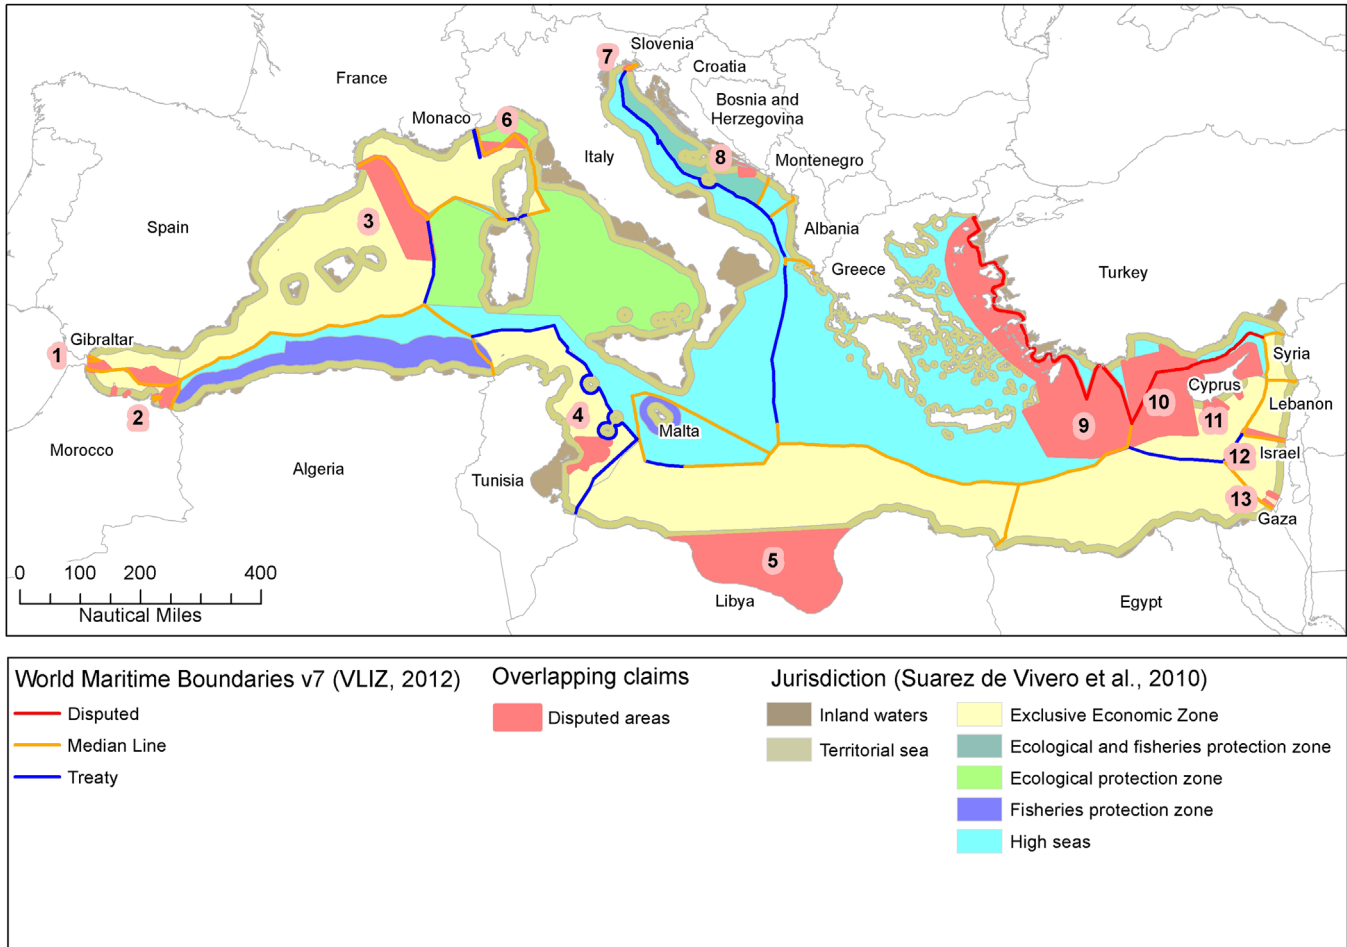 Slovenia
7
Croatia
France
Bosnia and
Herzegovina
Monaco
6
Italy
8
Montenegro
Spain
3
Albania
Greece
Turkey
Gibraltar
1
Syria
Cyprus
10
Lebanon
2
4
Malta
9
11
Morocco
Algeria
Tunisia
12
Israel
13
Gaza
5
0 100 200 400
Nautical Miles
Libya
Egypt
World Maritime Boundaries v7 (VLIZ, 2012)
Disputed
Median Line
Treaty
Overlapping claims
Disputed areas
Jurisdiction (Suarez de Vivero et al., 2010)
Inland waters
Territorial sea
Exclusive Economic Zone
Ecological and fisheries protection zone
Ecological protection zone
Fisheries protection zone
High seas